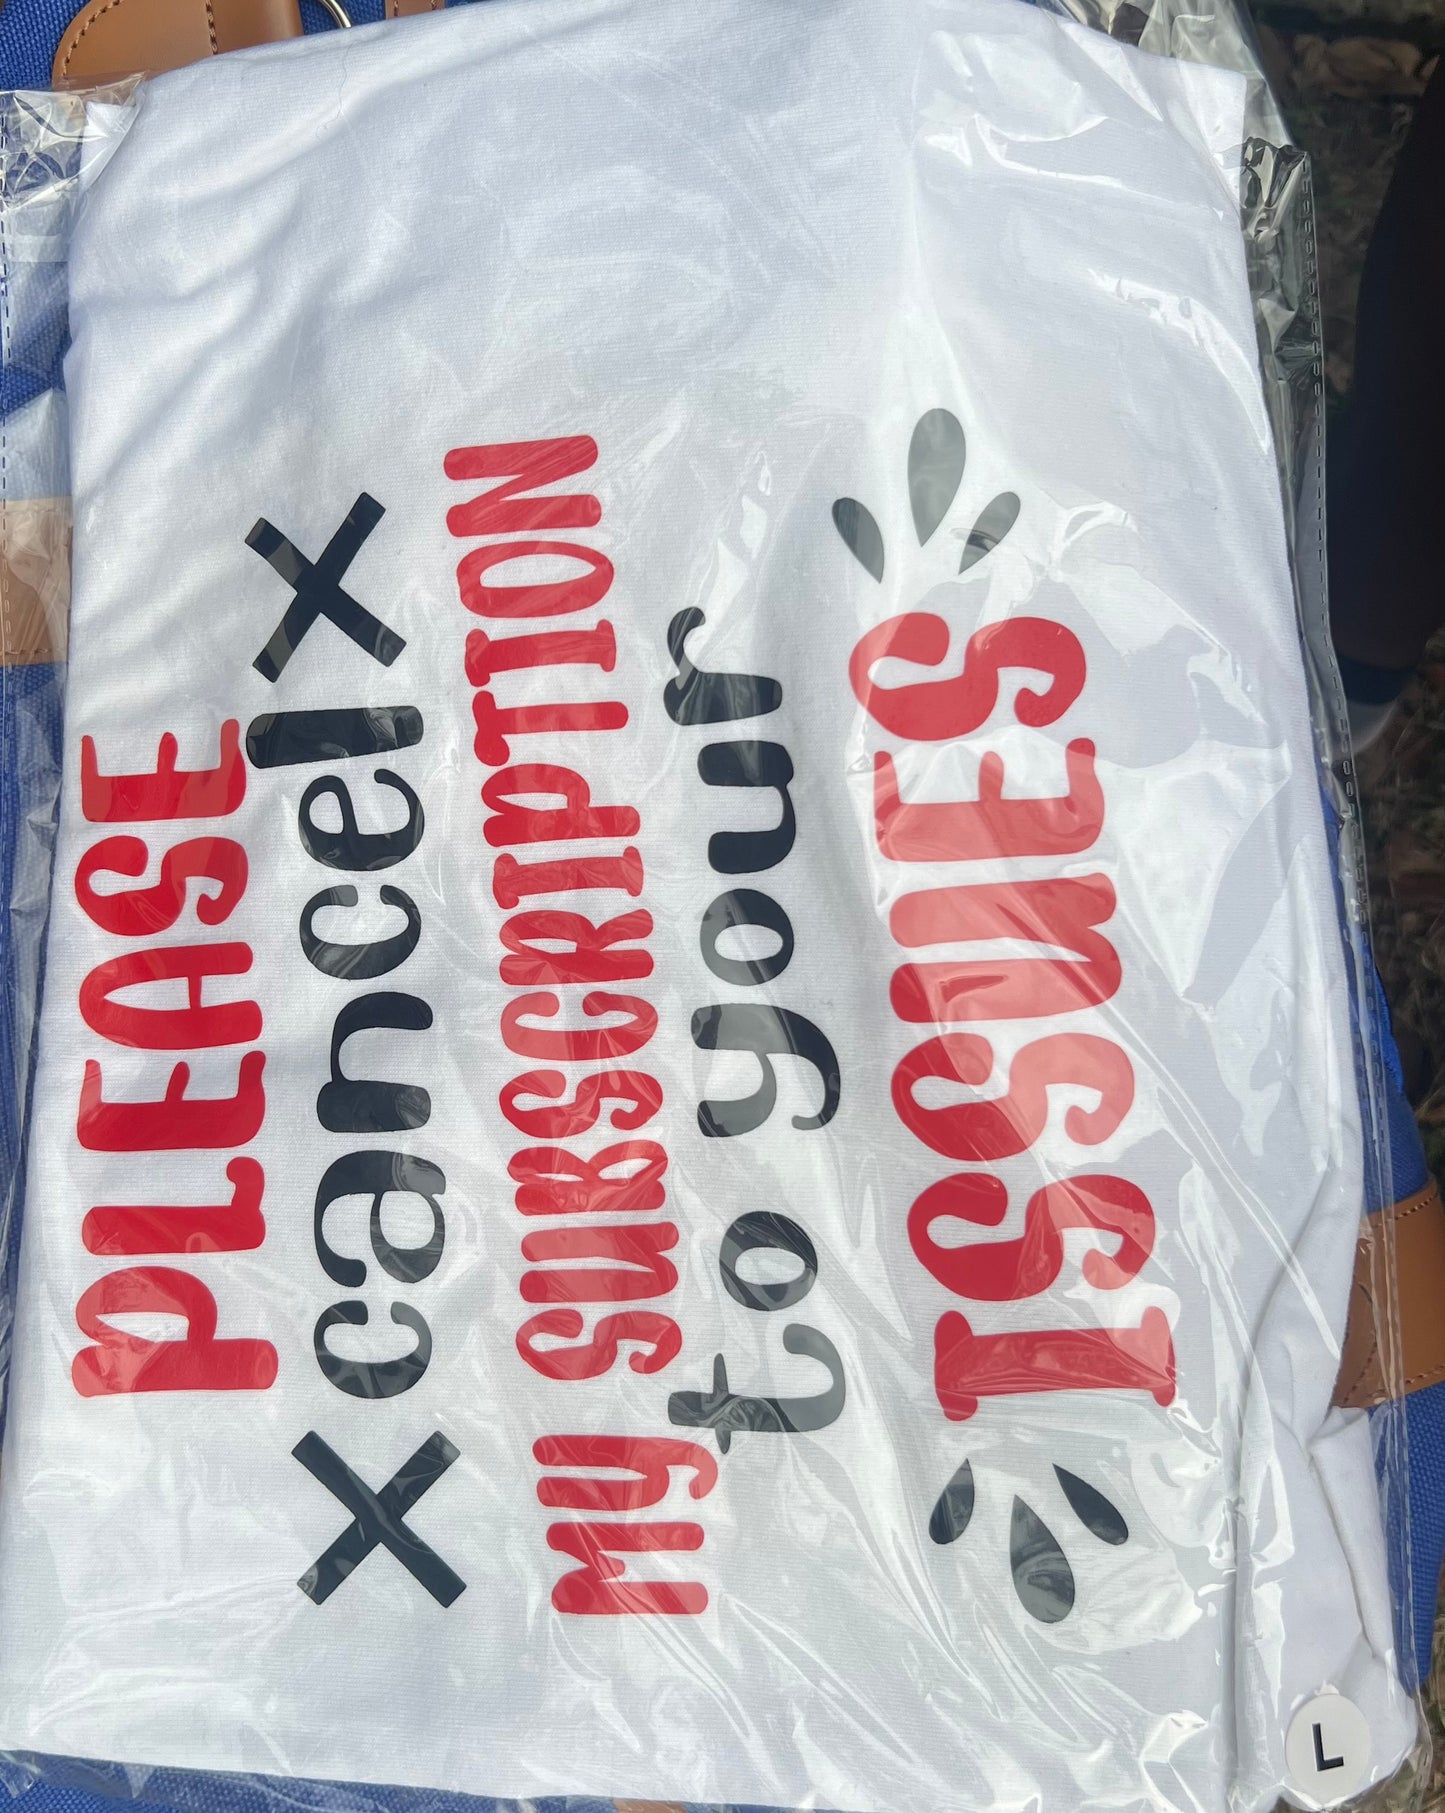 PLEASE
x cancel x
MY SUBSCRIPTION
to your
ISSUES
L